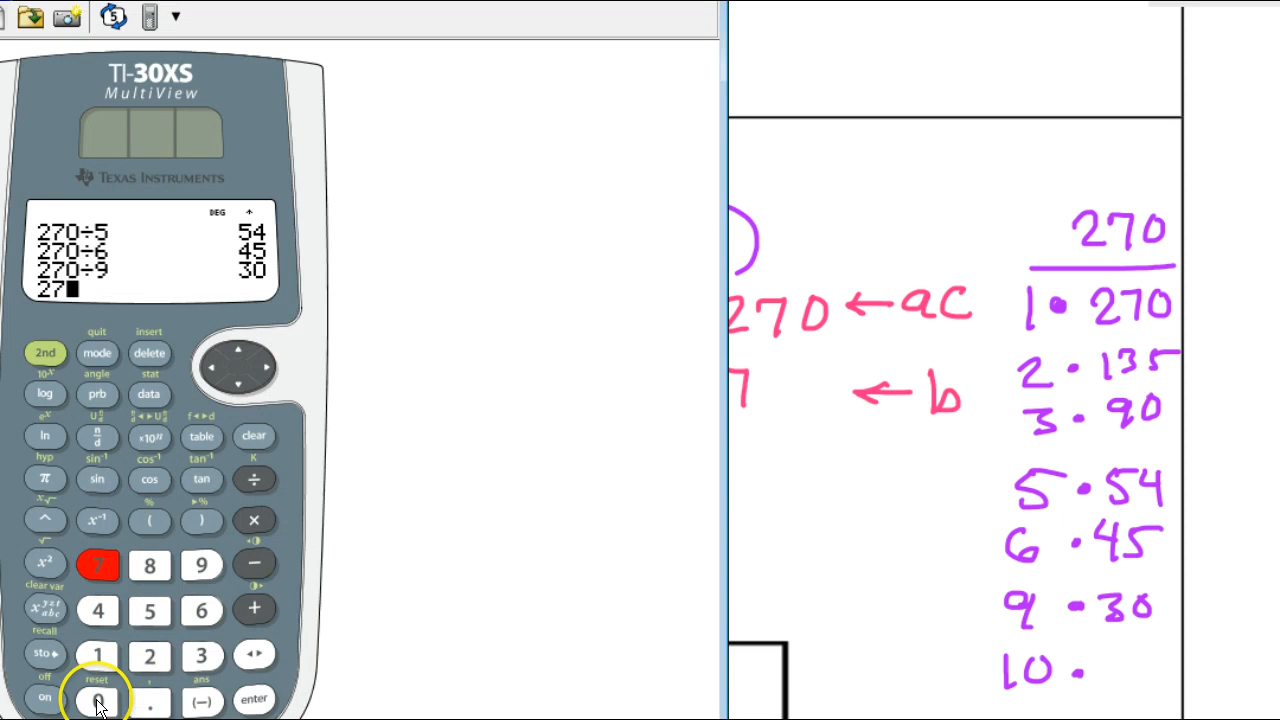 TI-30XS
MultiView
TEXAS INSTRUMENTS
DEG
270÷5 54
270÷6 45
270÷9 30
27
quit insert
2nd mode delete
10ˣ angle stat
log prb data
eˣ U n/d n/d◄►U n/d f◄►d
ln n/d ×10ⁿ table clear
hyp sin⁻¹ cos⁻¹ tan⁻¹ K
π sin cos tan ÷
ˣ√ % ►%
^ x⁻¹ ( ) ×
√
x² 7 8 9 −
clear var
x yzt abc 4 5 6 +
recall
sto► 1 2 3 ◄►
off reset , ans
on 0 . (−) enter
)
270 ← ac
7 ← b
270
1 • 270
2 • 135
3 • 90
5 • 54
6 • 45
9 • 30
10 •